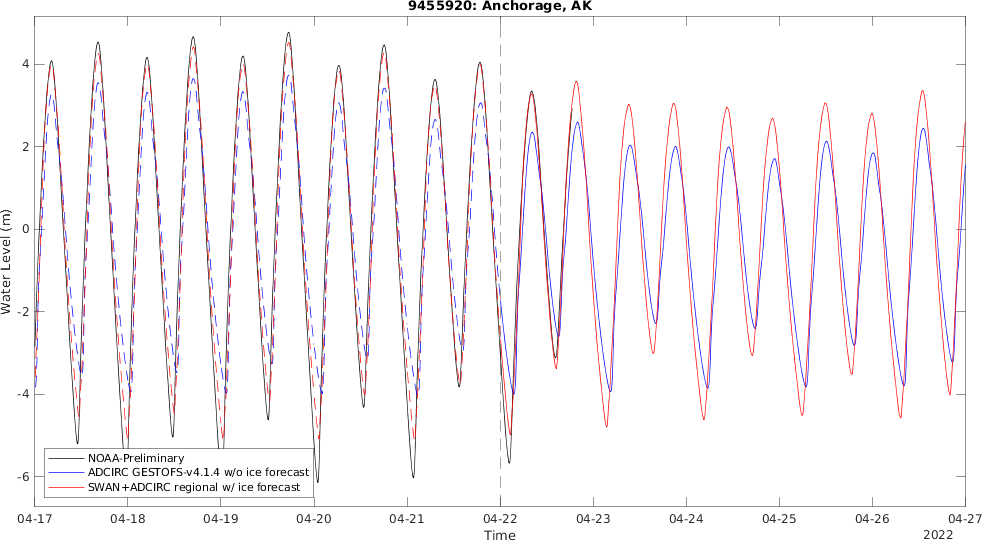 9455920: Anchorage, AK
Water Level (m)
4
2
0
-2
-4
-6
NOAA-Preliminary
ADCIRC GESTOFS-v4.1.4 w/o ice forecast
SWAN+ADCIRC regional w/ ice forecast
04-17 04-18 04-19 04-20 04-21 04-22 04-23 04-24 04-25 04-26 04-27
Time
2022